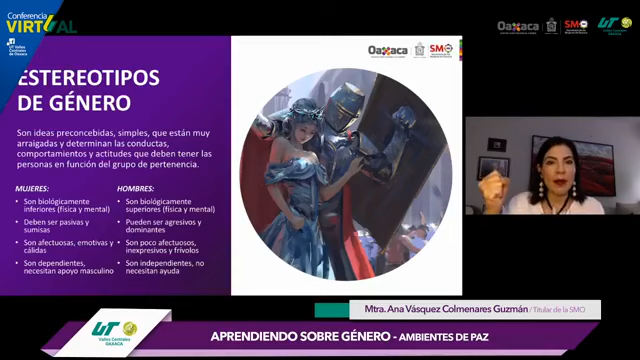 Conferencia
VIRTUAL
UT Valles
Centrales
de Oaxaca
Oaxaca
SMO
UT
Valles Centrales
OAXACA
Oaxaca
SMO
ESTEREOTIPOS
DE GÉNERO
Son ideas preconcebidas, simples, que están muy
arraigadas y determinan las conductas,
comportamientos y actitudes que deben tener las
personas en función del grupo de pertenencia.
MUJERES:
• Son biológicamente
inferiores (física y mental)
• Deben ser pasivas y
sumisas
• Son afectuosas, emotivas y
cálidas
• Son dependientes,
necesitan apoyo masculino
HOMBRES:
• Son biológicamente
superiores (física y mental)
• Pueden ser agresivos y
dominantes
• Son poco afectuosos,
inexpresivos y frívolos
• Son independientes, no
necesitan ayuda
Mtra. Ana Vásquez Colmenares Guzmán / Titular de la SMO
UT
Valles Centrales
OAXACA
APRENDIENDO SOBRE GÉNERO - AMBIENTES DE PAZ